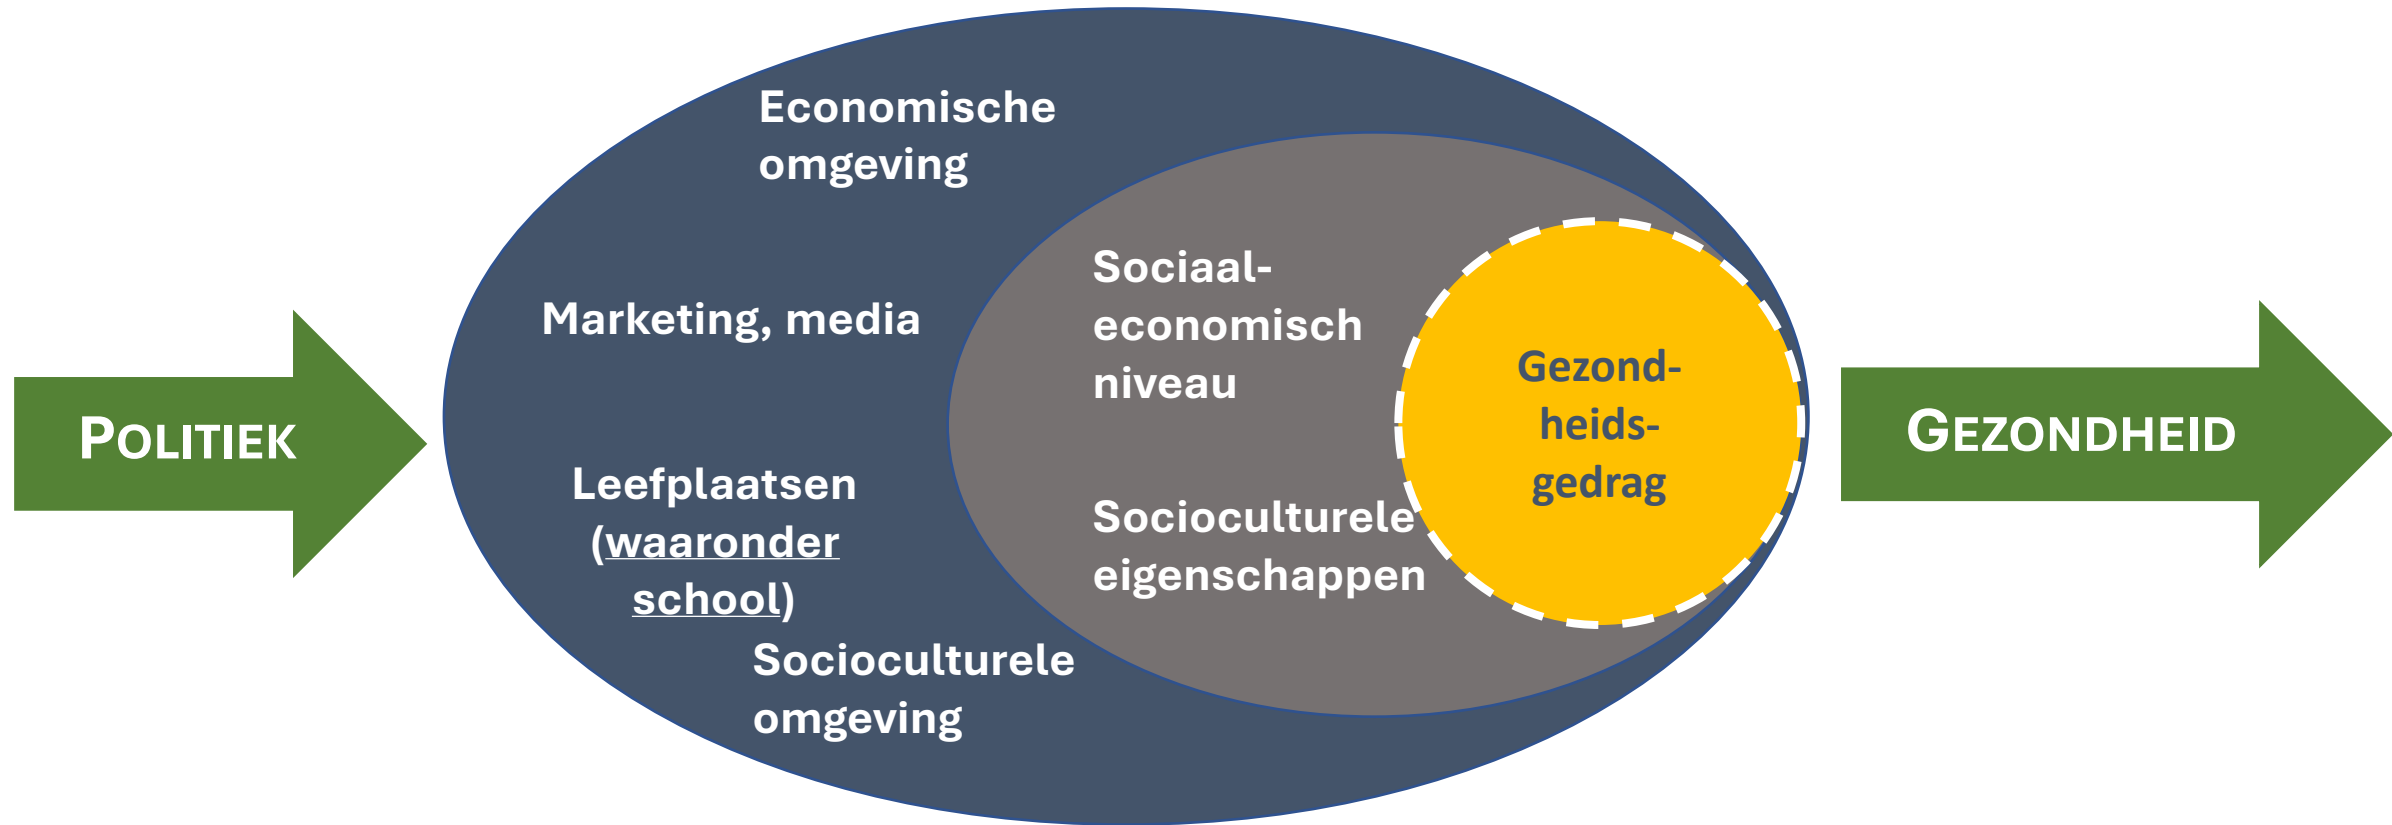 POLITIEK
Economische
omgeving
Marketing, media
Leefplaatsen
(waaronder
school)
Socioculturele
omgeving
Sociaal-
economisch
niveau
Socioculturele
eigenschappen
Gezond-
heids-
gedrag
GEZONDHEID